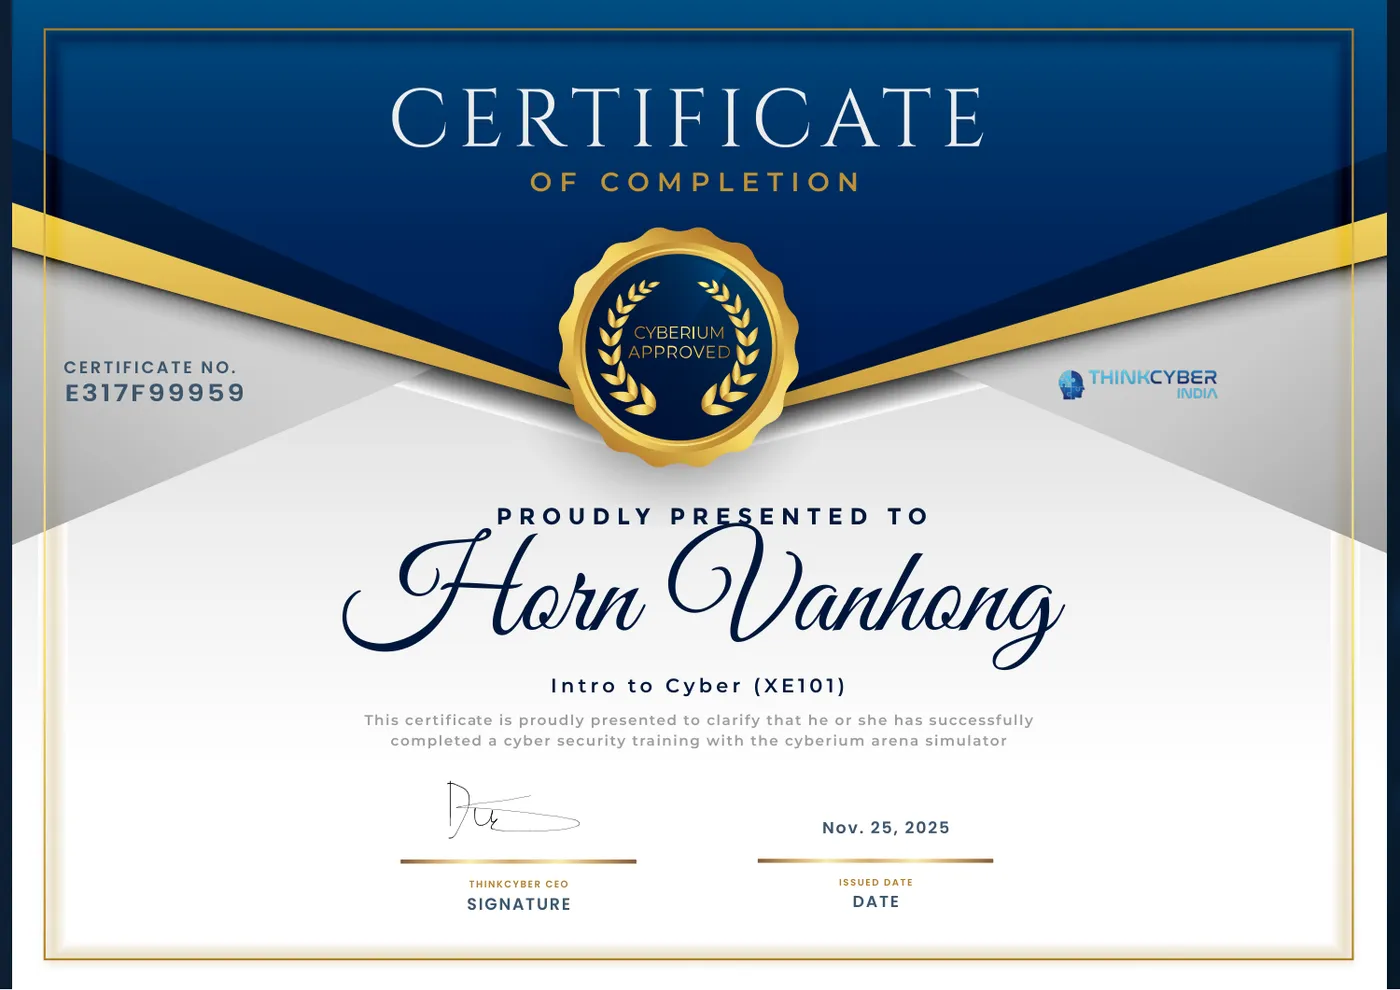 CERTIFICATE
OF COMPLETION
CYBERIUM
APPROVED
CERTIFICATE NO.
E317F99959
THINKCYBER
INDIA
PROUDLY PRESENTED TO
Horn Vanhong
Intro to Cyber (XE101)
This certificate is proudly presented to clarify that he or she has successfully
completed a cyber security training with the cyberium arena simulator
Nov. 25, 2025
THINKCYBER CEO
SIGNATURE
ISSUED DATE
DATE